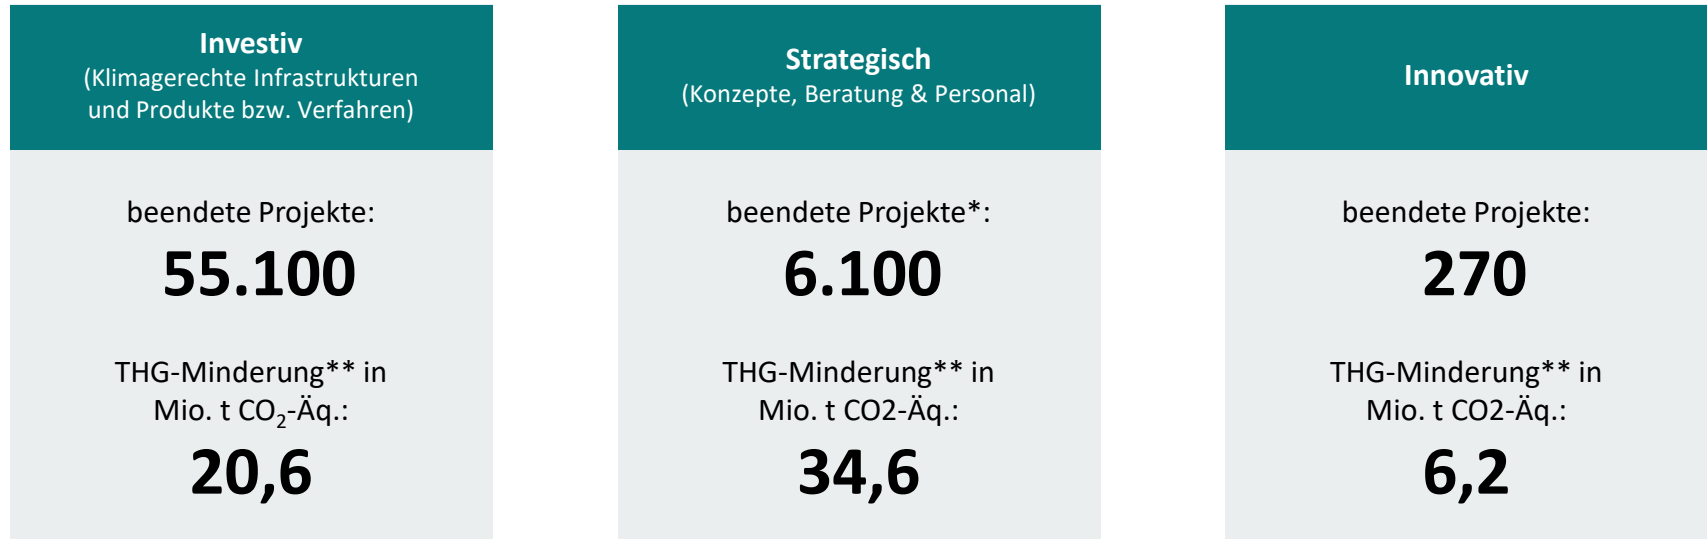 Investiv
(Klimagerechte Infrastrukturen
und Produkte bzw. Verfahren)
beendete Projekte:
55.100
THG-Minderung** in
Mio. t CO₂-Äq.:
20,6
Strategisch
(Konzepte, Beratung & Personal)
beendete Projekte*:
6.100
THG-Minderung** in
Mio. t CO2-Äq.:
34,6
Innovativ
beendete Projekte:
270
THG-Minderung** in
Mio. t CO2-Äq.:
6,2